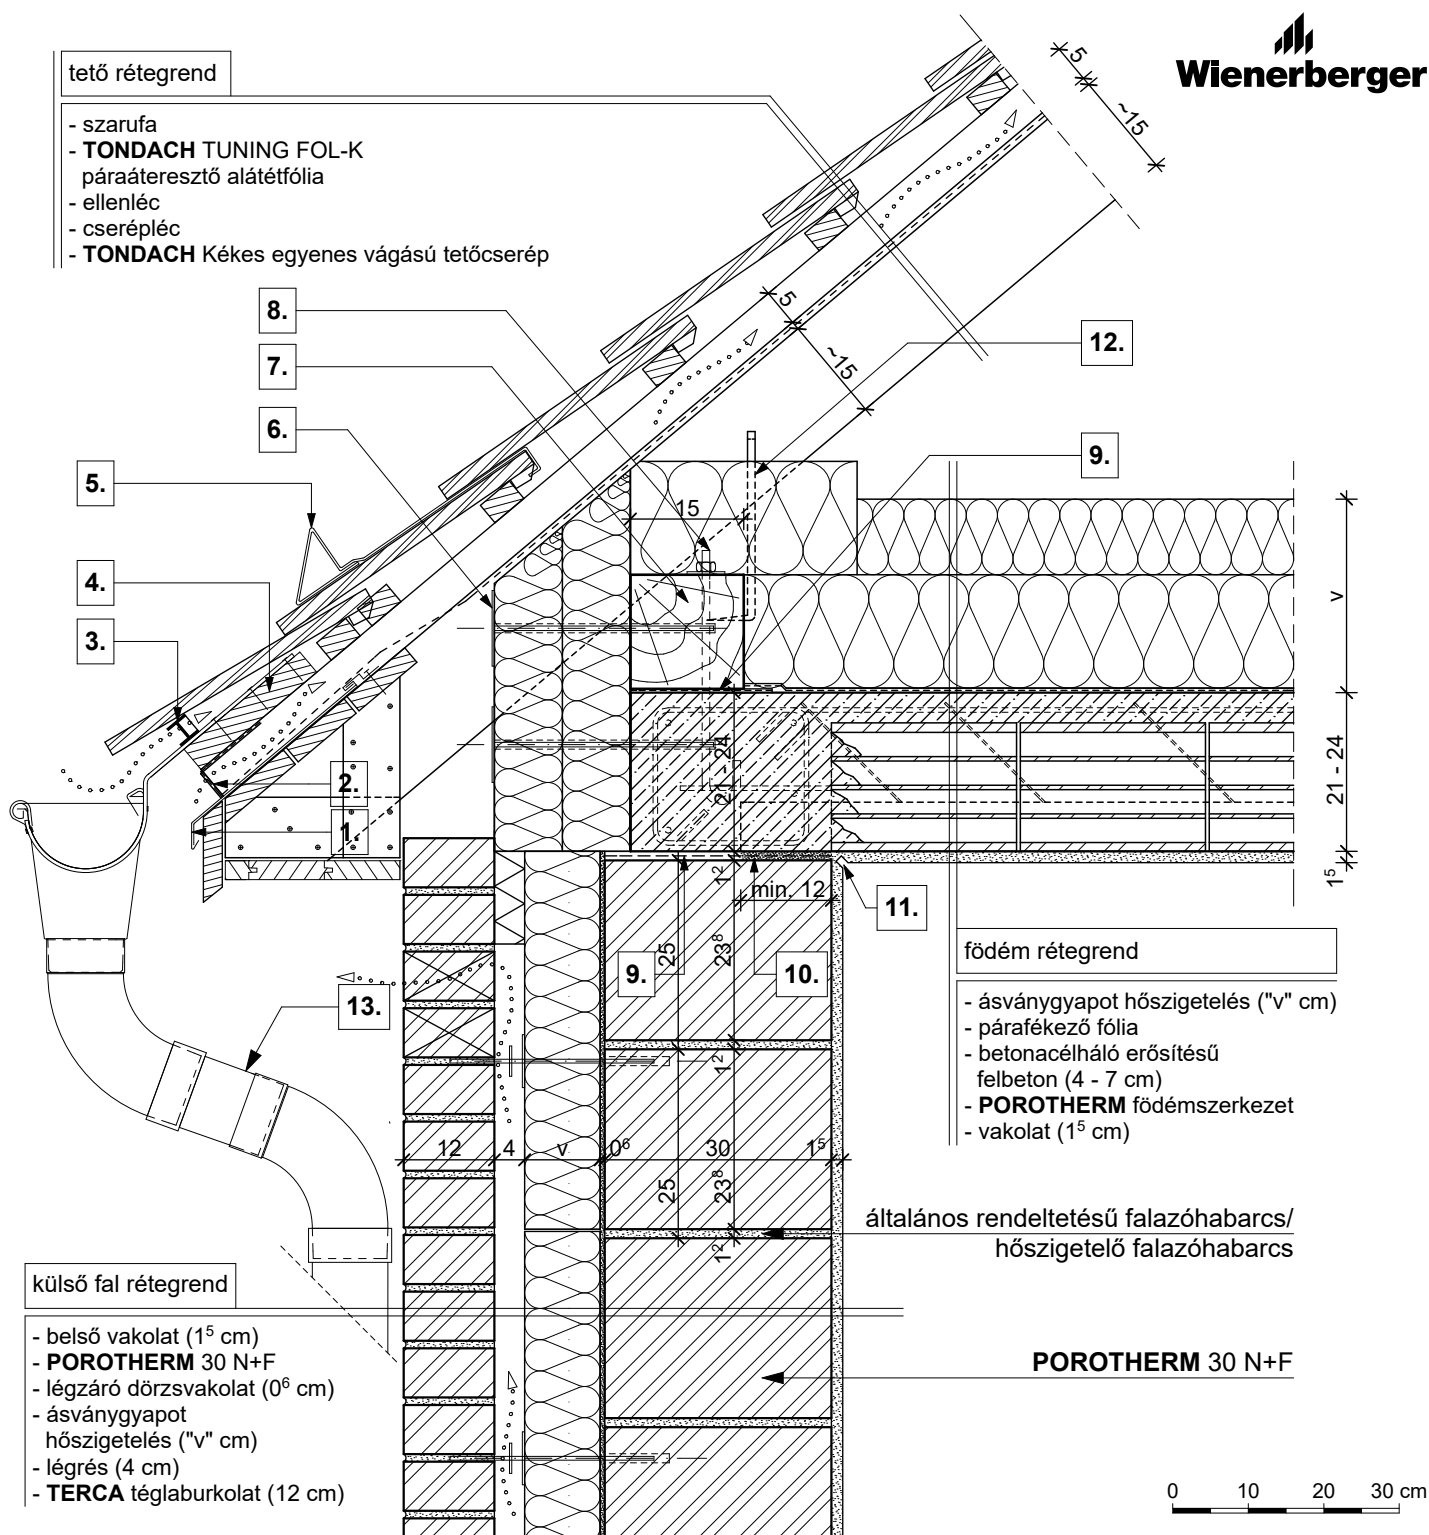 Wienerberger
tető rétegrend
- szarufa
- TONDACH TUNING FOL-K
páraáteresztő alátétfólia
- ellenléc
- cserépléc
- TONDACH Kékes egyenes vágású tetőcserép
5
~15
8.
7.
6.
5.
4.
3.
2.
1.
5
~15
12.
9.
15
v
21 - 24
21 - 24
1⁵
1²
min. 12
11.
25
23⁸
9.
10.
13.
1²
12
4
v
0⁶
30
1⁵
25
23⁸
1²
födém rétegrend
- ásványgyapot hőszigetelés ("v" cm)
- párafékező fólia
- betonacélháló erősítésű
felbeton (4 - 7 cm)
- POROTHERM födémszerkezet
- vakolat (1⁵ cm)
általános rendeltetésű falazóhabarcs/
hőszigetelő falazóhabarcs
POROTHERM 30 N+F
külső fal rétegrend
- belső vakolat (1⁵ cm)
- POROTHERM 30 N+F
- légzáró dörzsvakolat (0⁶ cm)
- ásványgyapot
hőszigetelés ("v" cm)
- légrés (4 cm)
- TERCA téglaburkolat (12 cm)
0 10 20 30 cm